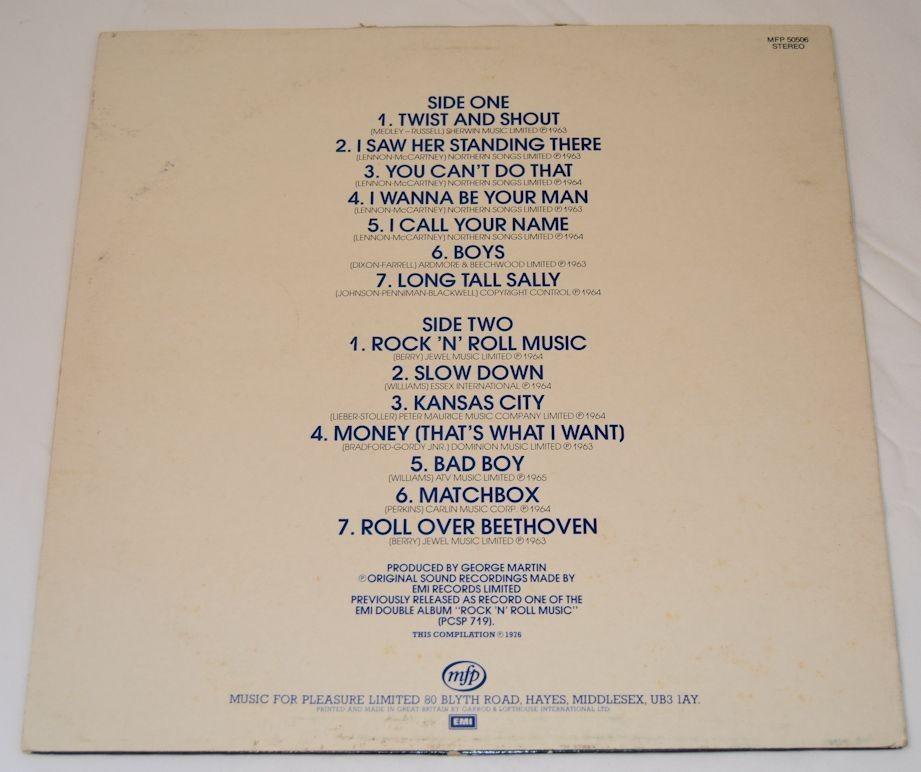 MFP 50506
STEREO
SIDE ONE
1. TWIST AND SHOUT
(MEDLEY – RUSSELL) SHERWIN MUSIC LIMITED ℗ 1963
2. I SAW HER STANDING THERE
(LENNON-McCARTNEY) NORTHERN SONGS LIMITED ℗ 1963
3. YOU CAN'T DO THAT
(LENNON-McCARTNEY) NORTHERN SONGS LIMITED ℗ 1964
4. I WANNA BE YOUR MAN
(LENNON-McCARTNEY) NORTHERN SONGS LIMITED ℗ 1963
5. I CALL YOUR NAME
(LENNON-McCARTNEY) NORTHERN SONGS LIMITED ℗ 1964
6. BOYS
(DIXON-FARRELL) ARDMORE & BEECHWOOD LIMITED ℗ 1963
7. LONG TALL SALLY
(JOHNSON-PENNIMAN-BLACKWELL) COPYRIGHT CONTROL ℗ 1964
SIDE TWO
1. ROCK 'N' ROLL MUSIC
(BERRY) JEWEL MUSIC LIMITED ℗ 1964
2. SLOW DOWN
(WILLIAMS) ESSEX INTERNATIONAL ℗ 1964
3. KANSAS CITY
(LIEBER-STOLLER) PETER MAURICE MUSIC COMPANY LIMITED ℗ 1964
4. MONEY (THAT'S WHAT I WANT)
(BRADFORD-GORDY JNR.) DOMINION MUSIC LIMITED ℗ 1963
5. BAD BOY
(WILLIAMS) ATV MUSIC LIMITED ℗ 1965
6. MATCHBOX
(PERKINS) CARLIN MUSIC CORP. ℗ 1964
7. ROLL OVER BEETHOVEN
(BERRY) JEWEL MUSIC LIMITED ℗ 1963
PRODUCED BY GEORGE MARTIN
℗ ORIGINAL SOUND RECORDINGS MADE BY
EMI RECORDS LIMITED
PREVIOUSLY RELEASED AS RECORD ONE OF THE
EMI DOUBLE ALBUM "ROCK 'N' ROLL MUSIC"
(PCSP 719).
THIS COMPILATION ℗ 1976
mfp
MUSIC FOR PLEASURE LIMITED 80 BLYTH ROAD, HAYES, MIDDLESEX, UB3 1AY.
PRINTED AND MADE IN GREAT BRITAIN BY GARROD & LOFTHOUSE INTERNATIONAL LTD
EMI